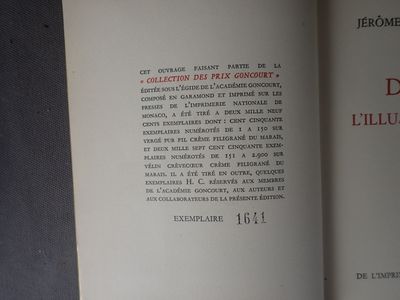 CET OUVRAGE FAISANT PARTIE DE LA
« COLLECTION DES PRIX GONCOURT »
ÉDITÉE SOUS L'ÉGIDE DE L'ACADÉMIE GONCOURT,
COMPOSÉ EN GARAMOND ET IMPRIMÉ SUR LES
PRESSES DE L'IMPRIMERIE NATIONALE DE
MONACO, A ÉTÉ TIRÉ A DEUX MILLE NEUF
CENTS EXEMPLAIRES DONT : CENT CINQUANTE
EXEMPLAIRES NUMÉROTÉS DE 1 A 150 SUR
VERGÉ PUR FIL CRÈME FILIGRANÉ DU MARAIS,
ET DEUX MILLE SEPT CENT CINQUANTE EXEM-
PLAIRES NUMÉROTÉS DE 151 A 2.900 SUR
VÉLIN CRÈVECŒUR CRÈME FILIGRANÉ DU
MARAIS. IL A ÉTÉ TIRÉ EN OUTRE, QUELQUES
EXEMPLAIRES H. C. RÉSERVÉS AUX MEMBRES
DE L'ACADÉMIE GONCOURT, AUX AUTEURS ET
AUX COLLABORATEURS DE LA PRÉSENTE ÉDITION.
EXEMPLAIRE 1641
JÉRÔME
D
L'ILLU
DE L'IMPRI